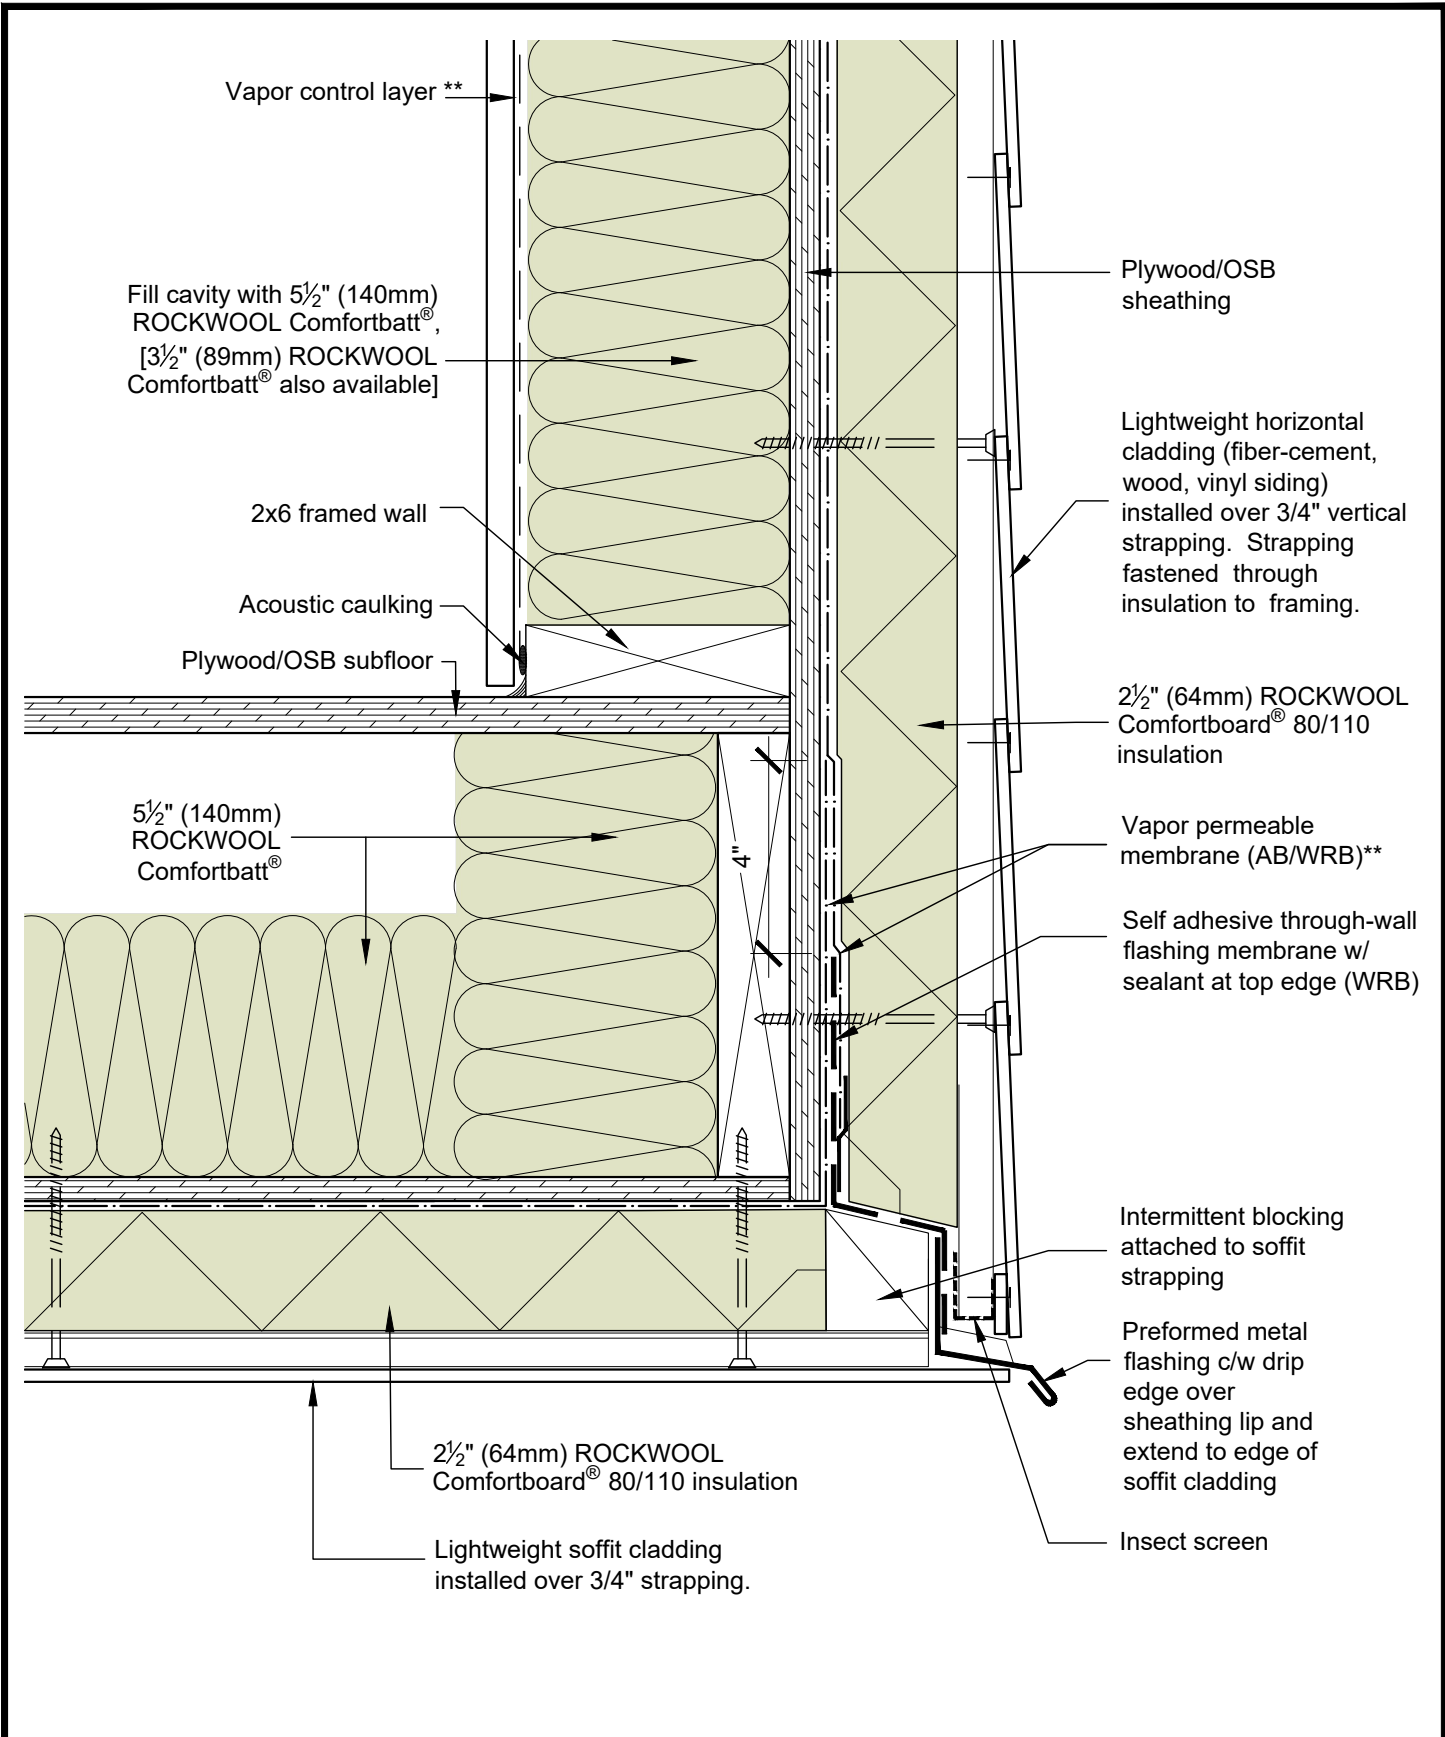 Vapor control layer **
Fill cavity with 5½" (140mm)
ROCKWOOL Comfortbatt®,
[3½" (89mm) ROCKWOOL
Comfortbatt® also available]
2x6 framed wall
Acoustic caulking
Plywood/OSB subfloor
5½" (140mm)
ROCKWOOL
Comfortbatt®
4"
Plywood/OSB
sheathing
Lightweight horizontal
cladding (fiber-cement,
wood, vinyl siding)
installed over 3/4" vertical
strapping. Strapping
fastened through
insulation to framing.
2½" (64mm) ROCKWOOL
Comfortboard® 80/110
insulation
Vapor permeable
membrane (AB/WRB)**
Self adhesive through-wall
flashing membrane w/
sealant at top edge (WRB)
Intermittent blocking
attached to soffit
strapping
Preformed metal
flashing c/w drip
edge over
sheathing lip and
extend to edge of
soffit cladding
Insect screen
2½" (64mm) ROCKWOOL
Comfortboard® 80/110 insulation
Lightweight soffit cladding
installed over 3/4" strapping.